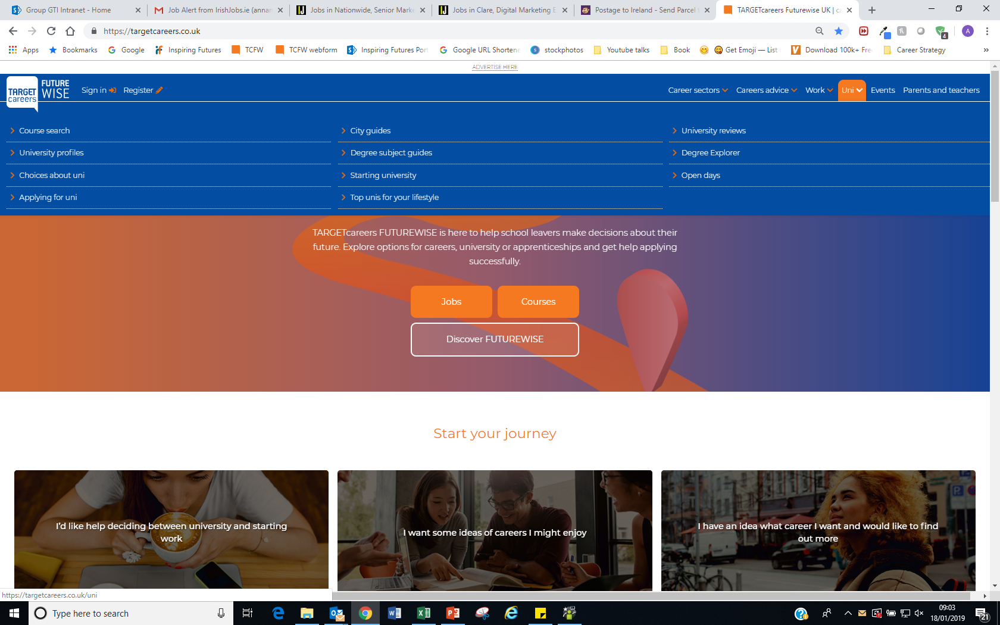 Group GTI Intranet - Home
Job Alert from IrishJobs.ie (annan
Jobs in Nationwide, Senior Marke
Jobs in Clare, Digital Marketing E
Postage to Ireland - Send Parcel
TARGETcareers Futurewise UK | ca
https://targetcareers.co.uk
4
A
Apps
Bookmarks
Google
Inspiring Futures
TCFW
TCFW webform
Inspiring Futures Port
Google URL Shortene
stockphotos
Youtube talks
Book
Get Emoji — List
Download 100k+ Fre
Career Strategy
ADVERTISE HERE
TARGET
careers
FUTURE
WISE
Sign in
Register
Career sectors
Careers advice
Work
Uni
Events
Parents and teachers
Course search
City guides
University reviews
University profiles
Degree subject guides
Degree Explorer
Choices about uni
Starting university
Open days
Applying for uni
Top unis for your lifestyle
TARGETcareers FUTUREWISE is here to help school leavers make decisions about their
future. Explore options for careers, university or apprenticeships and get help applying
successfully.
Jobs
Courses
Discover FUTUREWISE
Start your journey
I'd like help deciding between university and starting
work
I want some ideas of careers I might enjoy
I have an idea what career I want and would like to find
out more
https://targetcareers.co.uk/uni
Type here to search
09:03
18/01/2019
21